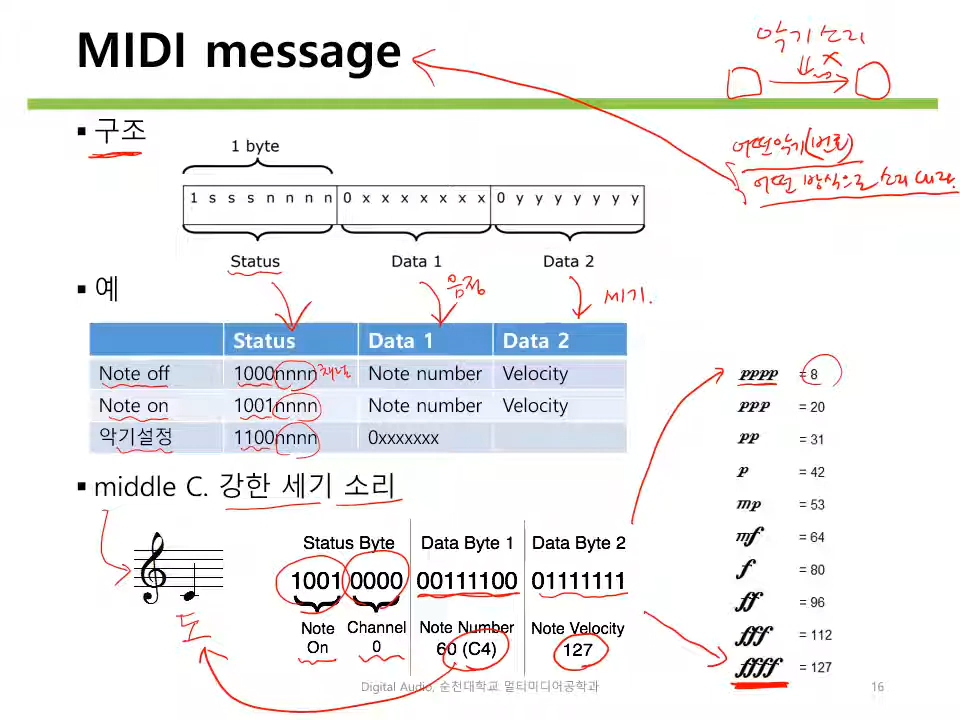 MIDI message
악기 소리
어떤악기(번호)
어떤 방식으로 소리 내라.
▪ 구조
1 byte
1 s s s n n n n 0 x x x x x x x 0 y y y y y y y
Status Data 1 Data 2
음정
세기.
▪ 예
Status Data 1 Data 2
Note off 1000nnnn 채널 Note number Velocity
Note on 1001nnnn Note number Velocity
악기설정 1100nnnn 0xxxxxxx
pppp = 8
ppp = 20
pp = 31
p = 42
mp = 53
mf = 64
f = 80
ff = 96
fff = 112
ffff = 127
▪ middle C. 강한 세기 소리
Status Byte Data Byte 1 Data Byte 2
1001 0000 00111100 01111111
Note Channel Note Number Note Velocity
On 0 60 (C4) 127
도
Digital Audio, 순천대학교 멀티미디어공학과
16